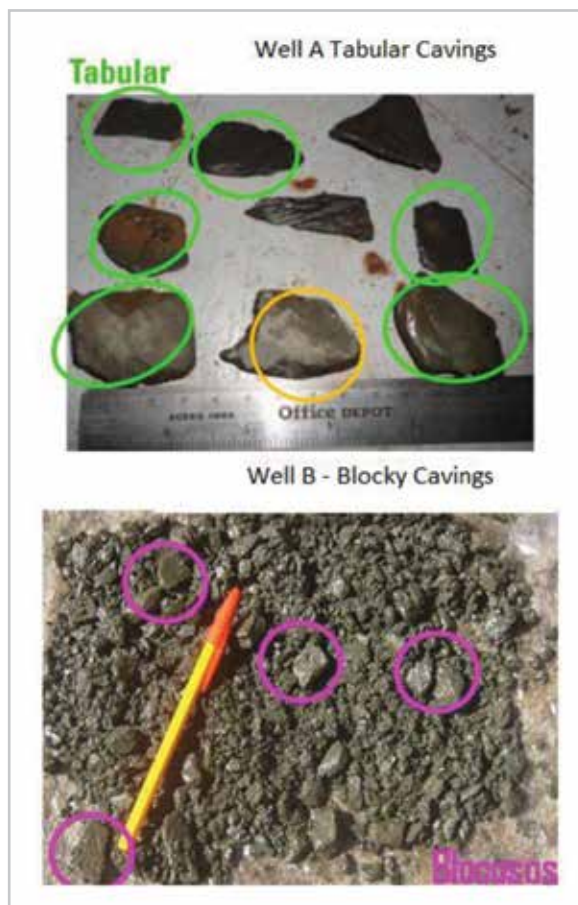 Well A Tabular Cavings
Tabular
Office DEPOT
Well B - Blocky Cavings
Blocosos